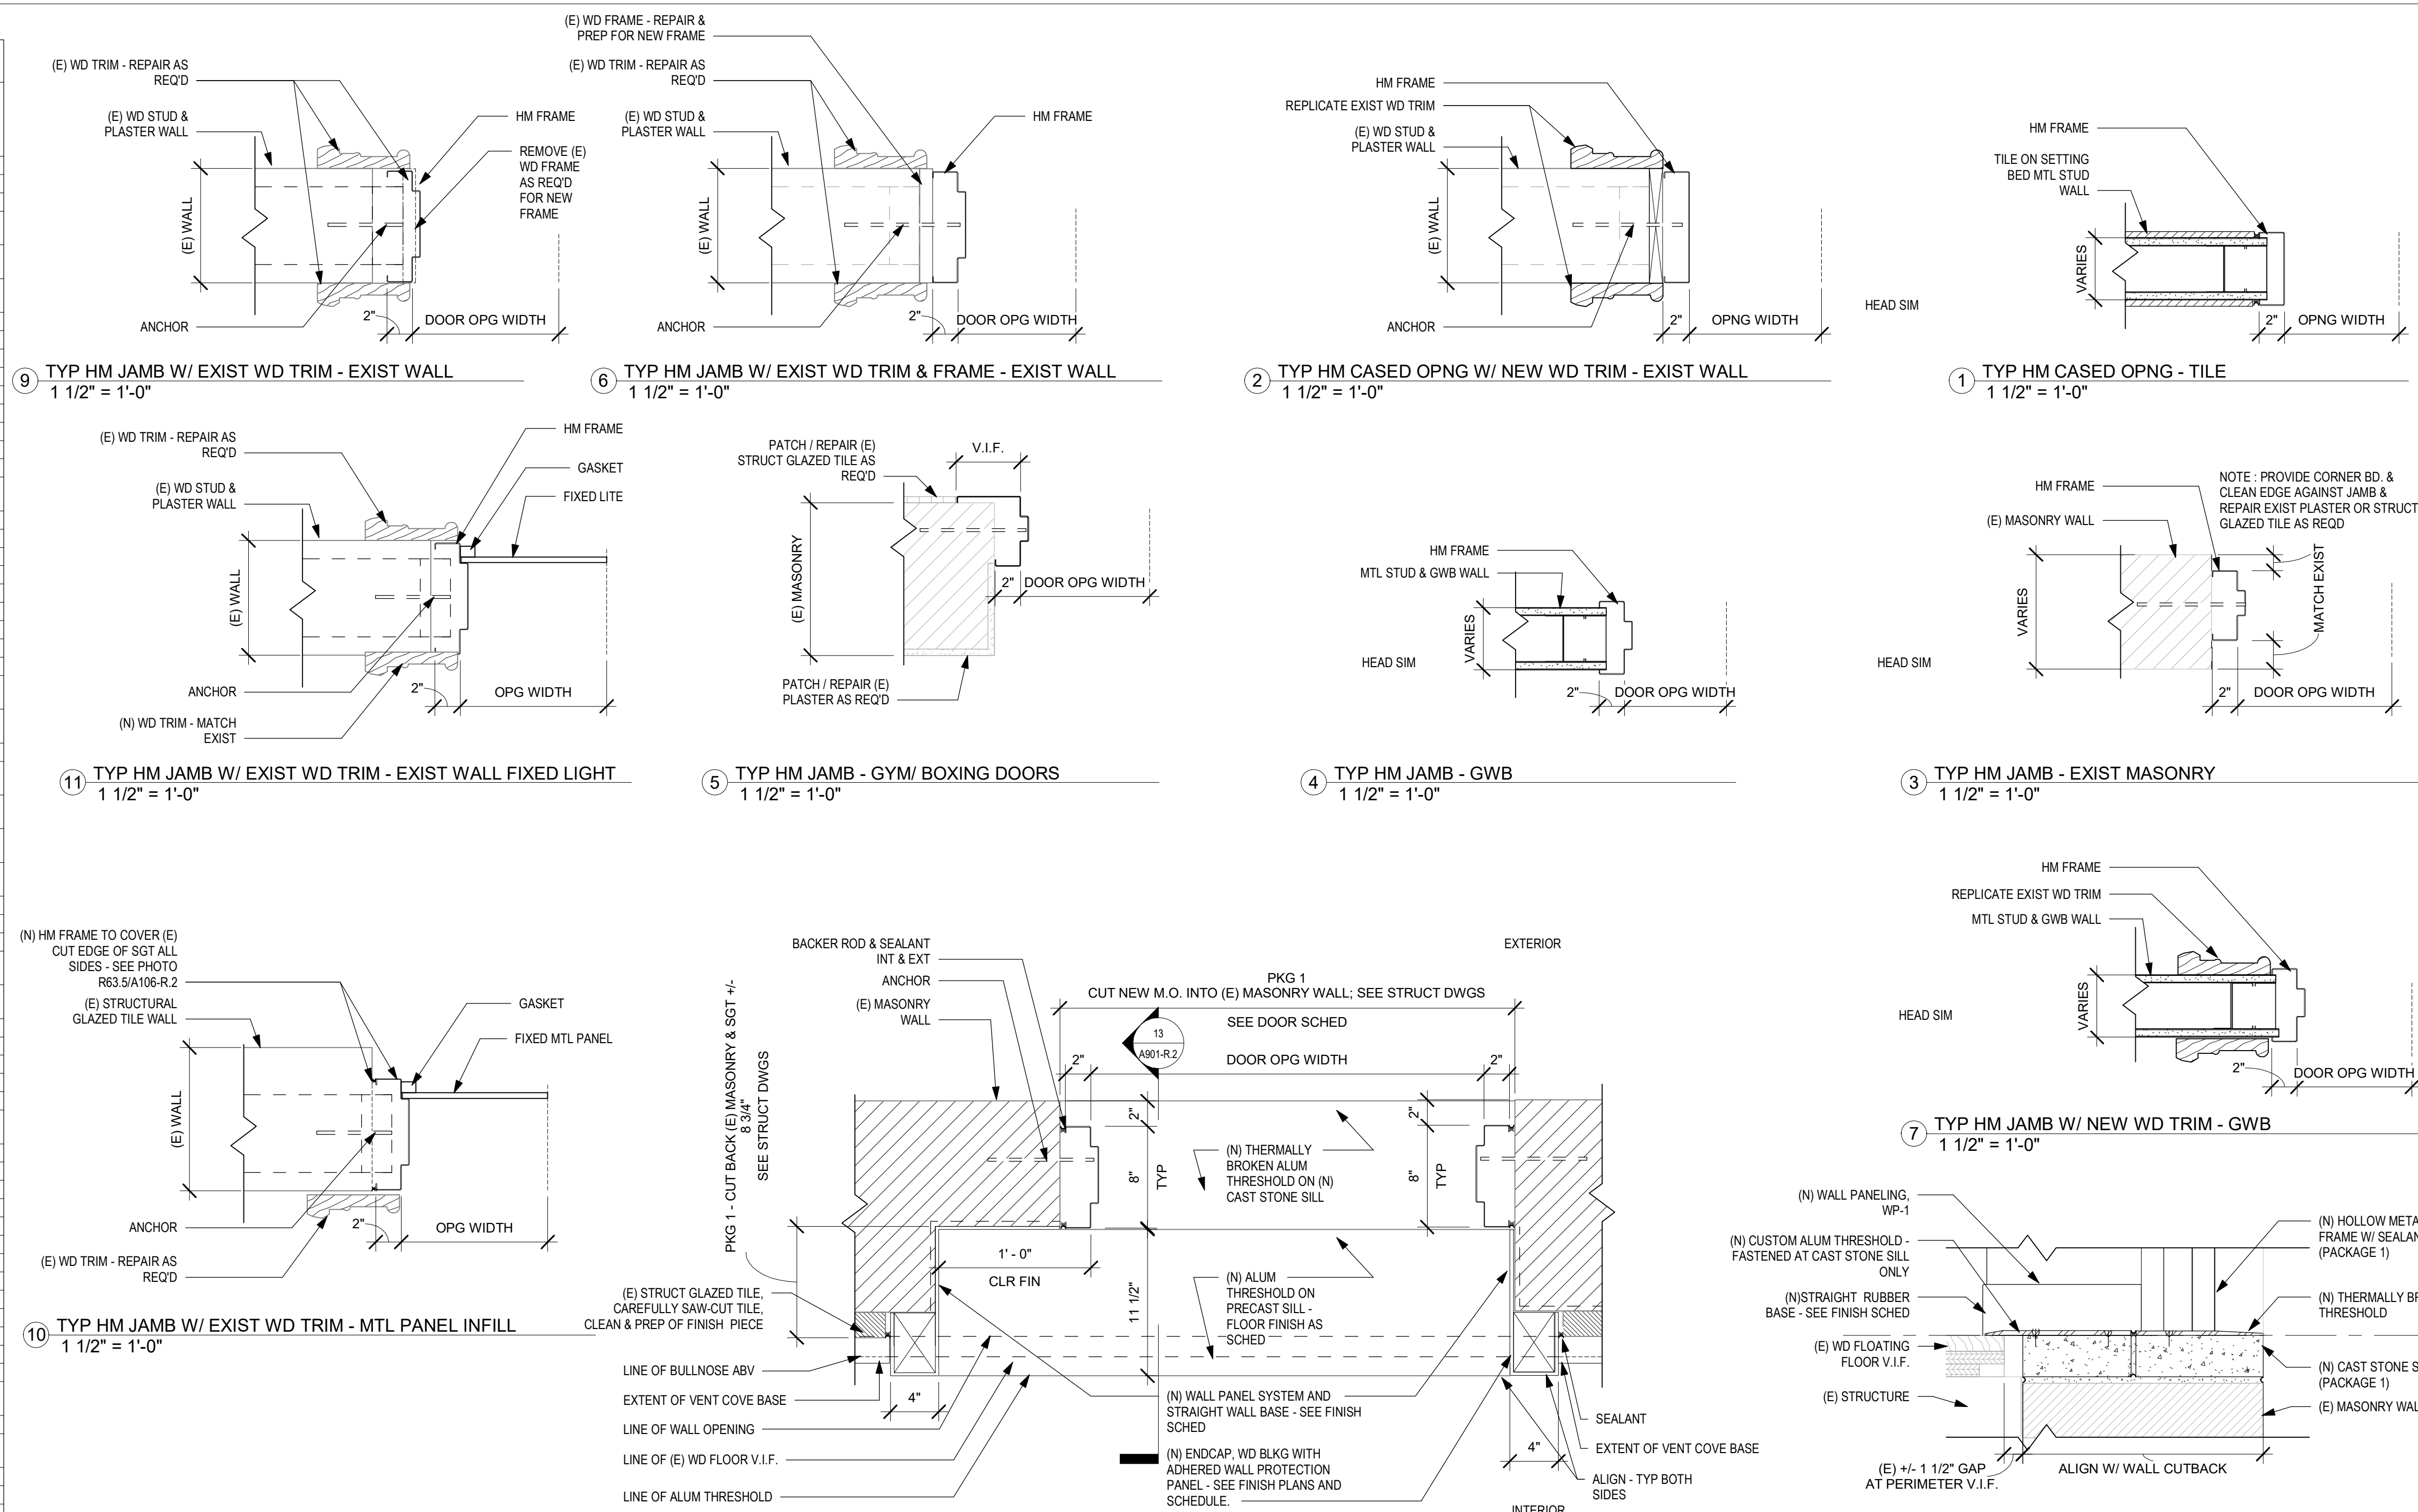 (E) WD TRIM - REPAIR AS
REQ'D
(E) WD STUD &
PLASTER WALL
HM FRAME
REMOVE (E)
WD FRAME
AS REQ'D
FOR NEW
FRAME
(E) WALL
ANCHOR
2"
DOOR OPG WIDTH
9
TYP HM JAMB W/ EXIST WD TRIM - EXIST WALL
1 1/2" = 1'-0"
(E) WD FRAME - REPAIR &
PREP FOR NEW FRAME
(E) WD TRIM - REPAIR AS
REQ'D
(E) WD STUD &
PLASTER WALL
HM FRAME
(E) WALL
ANCHOR
2"
DOOR OPG WIDTH
6
TYP HM JAMB W/ EXIST WD TRIM & FRAME - EXIST WALL
1 1/2" = 1'-0"
HM FRAME
REPLICATE EXIST WD TRIM
(E) WD STUD &
PLASTER WALL
(E) WALL
ANCHOR
2"
OPNG WIDTH
2
TYP HM CASED OPNG W/ NEW WD TRIM - EXIST WALL
1 1/2" = 1'-0"
HM FRAME
TILE ON SETTING
BED MTL STUD
WALL
VARIES
HEAD SIM
2"
OPNG WIDTH
1
TYP HM CASED OPNG - TILE
1 1/2" = 1'-0"
(E) WD TRIM - REPAIR AS
REQ'D
(E) WD STUD &
PLASTER WALL
HM FRAME
GASKET
FIXED LITE
(E) WALL
ANCHOR
2"
OPG WIDTH
(N) WD TRIM - MATCH
EXIST
11
TYP HM JAMB W/ EXIST WD TRIM - EXIST WALL FIXED LIGHT
1 1/2" = 1'-0"
PATCH / REPAIR (E)
STRUCT GLAZED TILE AS
REQ'D
V.I.F.
(E) MASONRY
2"
DOOR OPG WIDTH
PATCH / REPAIR (E)
PLASTER AS REQ'D
5
TYP HM JAMB - GYM/ BOXING DOORS
1 1/2" = 1'-0"
HM FRAME
MTL STUD & GWB WALL
VARIES
HEAD SIM
2"
DOOR OPG WIDTH
4
TYP HM JAMB - GWB
1 1/2" = 1'-0"
HM FRAME
(E) MASONRY WALL
NOTE : PROVIDE CORNER BD. &
CLEAN EDGE AGAINST JAMB &
REPAIR EXIST PLASTER OR STRUCT
GLAZED TILE AS REQD
VARIES
MATCH EXIST
HEAD SIM
2"
DOOR OPG WIDTH
3
TYP HM JAMB - EXIST MASONRY
1 1/2" = 1'-0"
(N) HM FRAME TO COVER (E)
CUT EDGE OF SGT ALL
SIDES - SEE PHOTO
R63.5/A106-R.2
(E) STRUCTURAL
GLAZED TILE WALL
GASKET
FIXED MTL PANEL
(E) WALL
ANCHOR
2"
OPG WIDTH
(E) WD TRIM - REPAIR AS
REQ'D
10
TYP HM JAMB W/ EXIST WD TRIM - MTL PANEL INFILL
1 1/2" = 1'-0"
BACKER ROD & SEALANT
INT & EXT
ANCHOR
(E) MASONRY
WALL
PKG 1 - CUT BACK (E) MASONRY & SGT +/-
8 3/4"
SEE STRUCT DWGS
EXTERIOR
PKG 1
CUT NEW M.O. INTO (E) MASONRY WALL; SEE STRUCT DWGS
SEE DOOR SCHED
13
A901-R.2
2"
DOOR OPG WIDTH
2"
2"
8"
TYP
(N) THERMALLY
BROKEN ALUM
THRESHOLD ON (N)
CAST STONE SILL
2"
8"
TYP
1' - 0"
CLR FIN
11 1/2"
(N) ALUM
THRESHOLD ON
PRECAST SILL -
FLOOR FINISH AS
SCHED
(E) STRUCT GLAZED TILE,
CAREFULLY SAW-CUT TILE,
CLEAN & PREP OF FINISH PIECE
LINE OF BULLNOSE ABV
EXTENT OF VENT COVE BASE
LINE OF WALL OPENING
LINE OF (E) WD FLOOR V.I.F.
LINE OF ALUM THRESHOLD
4"
(N) WALL PANEL SYSTEM AND
STRAIGHT WALL BASE - SEE FINISH
SCHED
(N) ENDCAP, WD BLKG WITH
ADHERED WALL PROTECTION
PANEL - SEE FINISH PLANS AND
SCHEDULE.
4"
SEALANT
EXTENT OF VENT COVE BASE
ALIGN - TYP BOTH
SIDES
INTERIOR
HM FRAME
REPLICATE EXIST WD TRIM
MTL STUD & GWB WALL
VARIES
HEAD SIM
2"
DOOR OPG WIDTH
7
TYP HM JAMB W/ NEW WD TRIM - GWB
1 1/2" = 1'-0"
(N) WALL PANELING,
WP-1
(N) CUSTOM ALUM THRESHOLD -
FASTENED AT CAST STONE SILL
ONLY
(N)STRAIGHT RUBBER
BASE - SEE FINISH SCHED
(E) WD FLOATING
FLOOR V.I.F.
(E) STRUCTURE
(N) HOLLOW META
FRAME W/ SEALAN
(PACKAGE 1)
(N) THERMALLY BR
THRESHOLD
(N) CAST STONE S
(PACKAGE 1)
(E) MASONRY WAL
(E) +/- 1 1/2" GAP
AT PERIMETER V.I.F.
ALIGN W/ WALL CUTBACK